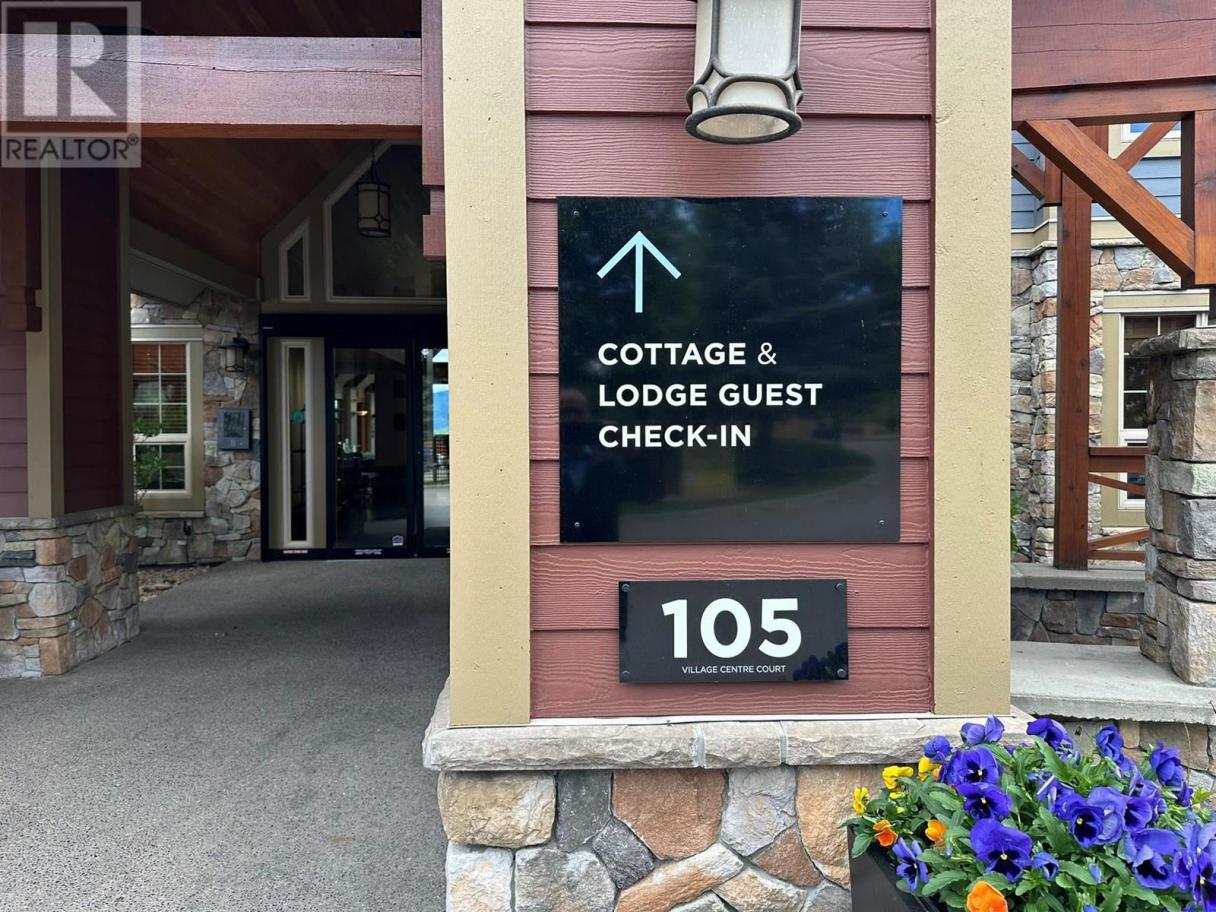 REALTOR®
COTTAGE &
LODGE GUEST
CHECK-IN
105
VILLAGE CENTRE COURT